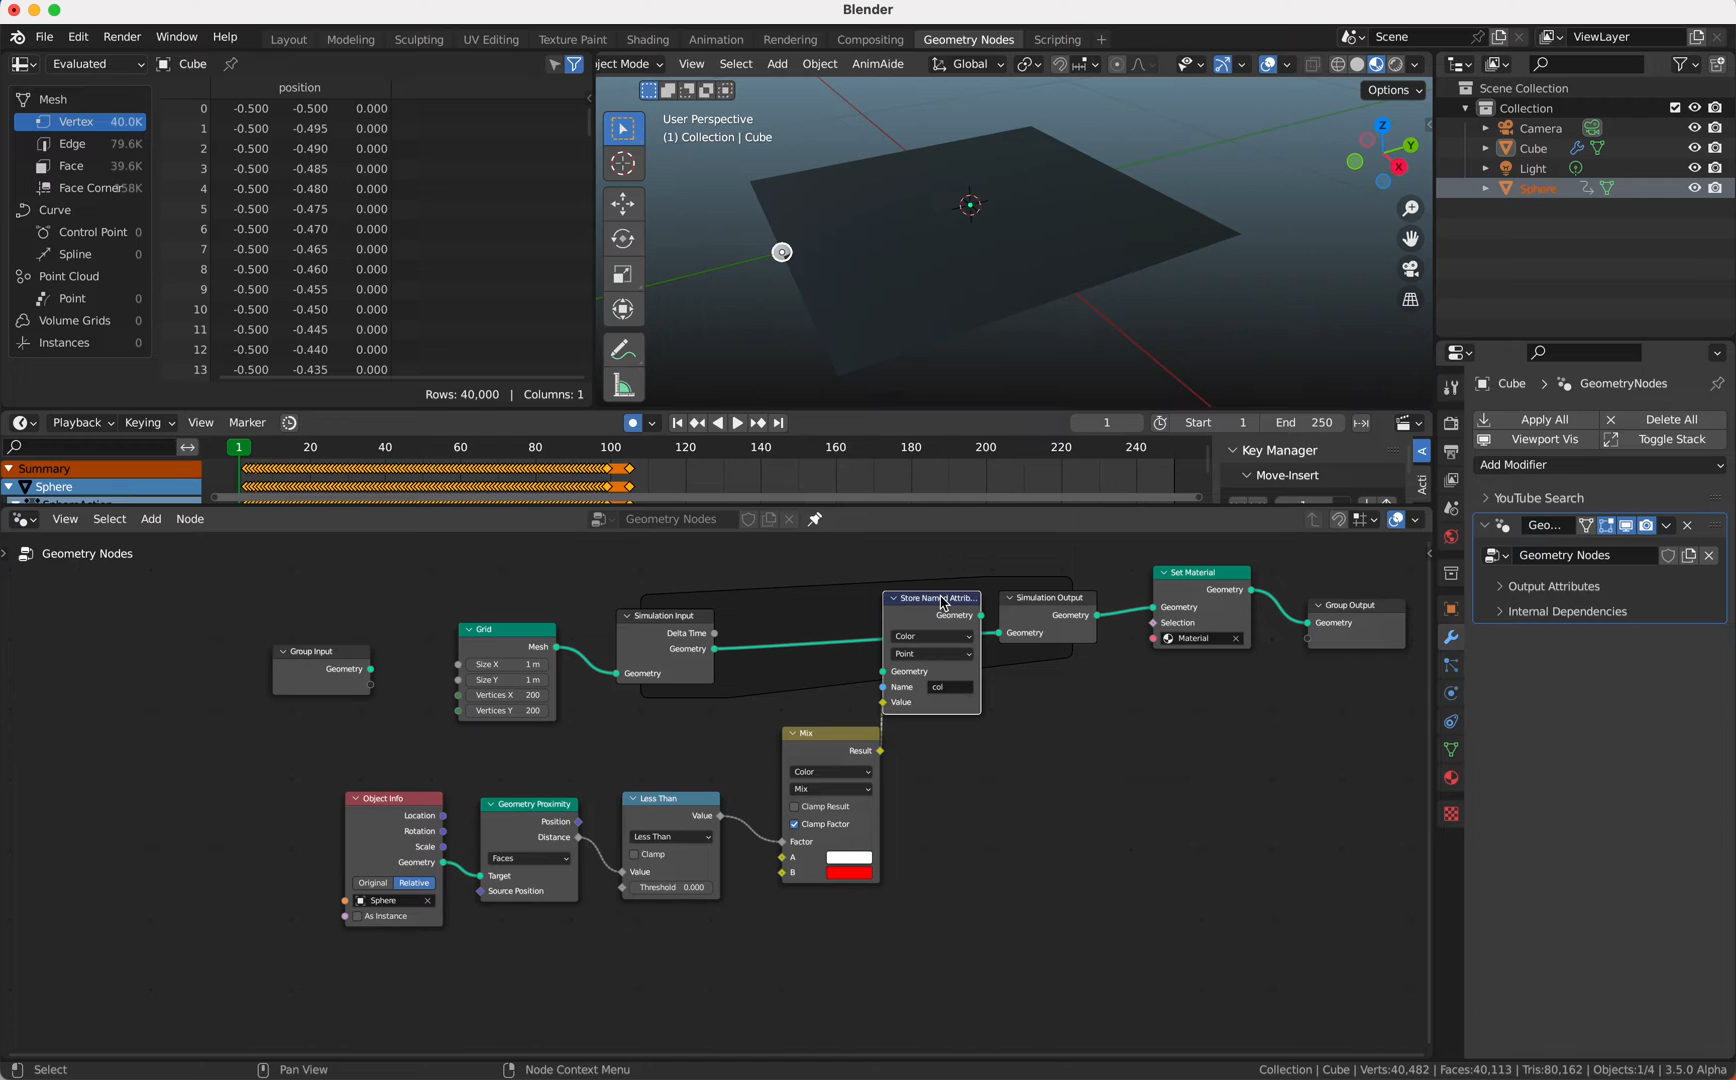 Blender
File Edit Render Window Help Layout Modeling Sculpting UV Editing Texture Paint Shading Animation Rendering Compositing Geometry Nodes Scripting Scene ViewLayer
Evaluated Cube
position
Mesh
Vertex 40.0K
Edge 79.6K
Face 39.6K
Curve
Control Point 0
Spline 0
Point Cloud
Point 0
Volume Grids 0
Instances 0
0 -0.500 -0.500 0.000
1 -0.500 -0.495 0.000
2 -0.500 -0.490 0.000
3 -0.500 -0.485 0.000
4 -0.500 -0.480 0.000
5 -0.500 -0.475 0.000
6 -0.500 -0.470 0.000
7 -0.500 -0.465 0.000
8 -0.500 -0.460 0.000
9 -0.500 -0.455 0.000
10 -0.500 -0.450 0.000
11 -0.500 -0.445 0.000
12 -0.500 -0.440 0.000
13 -0.500 -0.435 0.000
Rows: 40,000 | Columns: 1
ject Mode View Select Add Object AnimAide Global
Options
User Perspective
(1) Collection | Cube
Z
Y
X
Scene Collection
Collection
Camera
Cube
Light
Sphere
Playback Keying View Marker 1 Start 1 End 250
1 20 40 60 80 100 120 140 160 180 200 220 240
Summary
Sphere
Key Manager
Move-Insert
A
Acti
View Select Add Node Geometry Nodes
Geometry Nodes
Group Input
Geometry
Grid
Mesh
Size X 1 m
Size Y 1 m
Vertices X 200
Vertices Y 200
Simulation Input
Delta Time
Geometry
Geometry
Store Named Attrib...
Geometry
Color
Point
Geometry
Name col
Value
Simulation Output
Geometry
Geometry
Set Material
Geometry
Geometry
Selection
Material
Group Output
Geometry
Object Info
Location
Rotation
Scale
Geometry
Original Relative
Sphere
As Instance
Geometry Proximity
Position
Distance
Faces
Target
Source Position
Less Than
Value
Less Than
Clamp
Value
Threshold 0.000
Mix
Result
Color
Mix
Clamp Result
Clamp Factor
Factor
A
B
Cube GeometryNodes
Apply All Delete All
Viewport Vis Toggle Stack
Add Modifier
YouTube Search
Geo...
Geometry Nodes
Output Attributes
Internal Dependencies
Select Pan View Node Context Menu
Collection | Cube | Verts:40,482 | Faces:40,113 | Tris:80,162 | Objects:1/4 | 3.5.0 Alpha